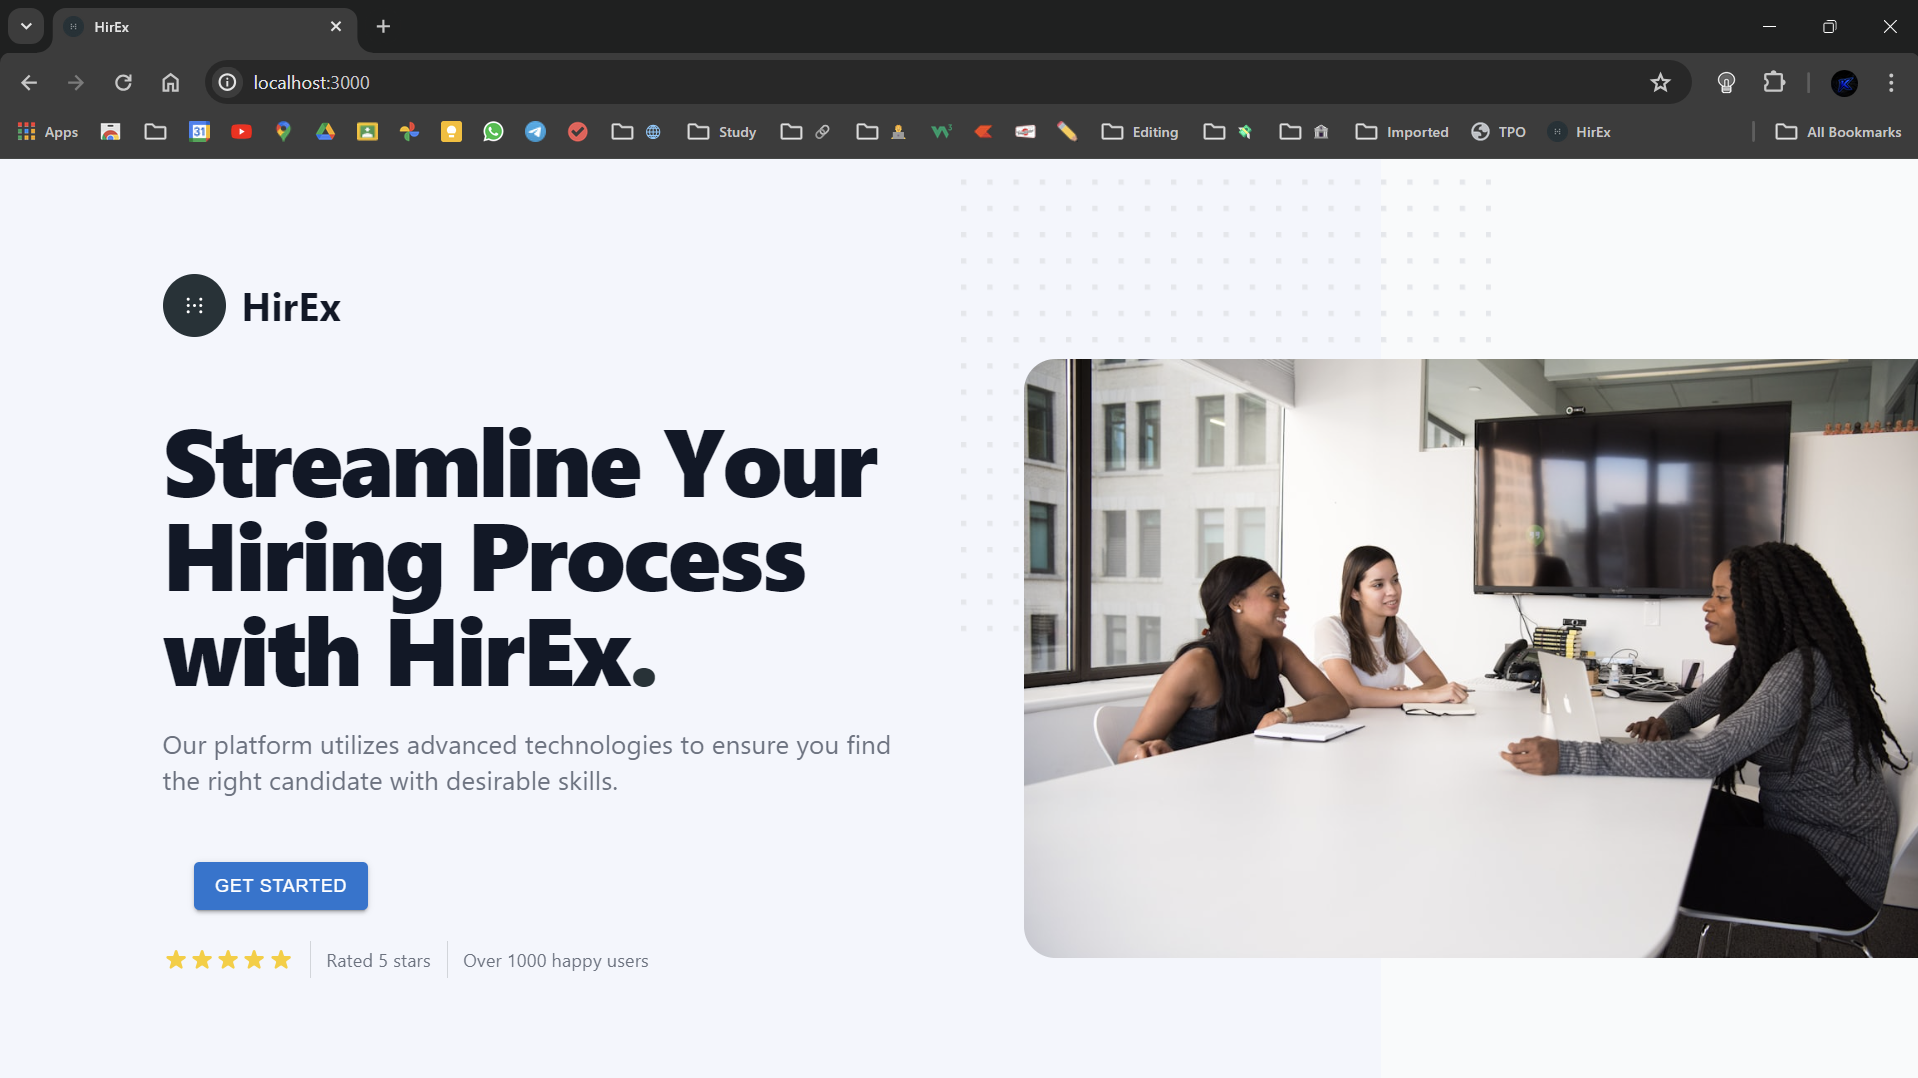 HirEx
localhost:3000
Apps
31
Study
Editing
Imported
TPO
HirEx
All Bookmarks
HirEx
Streamline Your
Hiring Process
with HirEx.
Our platform utilizes advanced technologies to ensure you find
the right candidate with desirable skills.
GET STARTED
Rated 5 stars
Over 1000 happy users